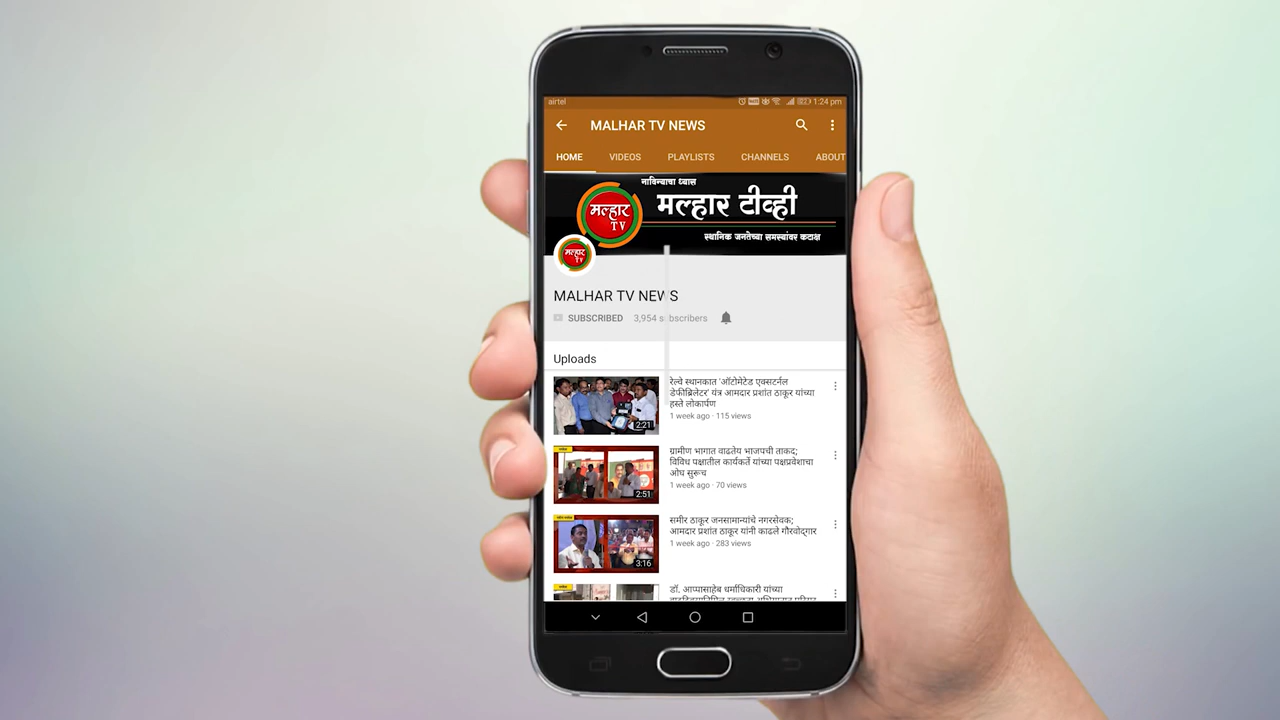 airtel 82 1:24 pm
MALHAR TV NEWS
HOME VIDEOS PLAYLISTS CHANNELS ABOUT
नाविन्याचा ध्यास
मल्हार टीव्ही
मल्हार
TV
स्थानिक जनतेच्या समस्यांवर कटाक्ष
मल्हार
TV
MALHAR TV NEWS
SUBSCRIBED 3,954 subscribers
Uploads
रेल्वे स्थानकात 'ऑटोमेटेड एक्सटर्नल
डेफीब्रिलेटर' यंत्र आमदार प्रशांत ठाकूर यांच्या
हस्ते लोकार्पण
1 week ago · 115 views
2:21
ग्रामीण भागात वाढतेय भाजपची ताकद;
विविध पक्षातील कार्यकर्ते यांच्या पक्षप्रवेशाचा
ओघ सुरूच
1 week ago · 70 views
2:51
समीर ठाकूर जनसामान्यांचे नगरसेवक;
आमदार प्रशांत ठाकूर यांनी काढले गौरवोद्गार
1 week ago · 283 views
3:16
डॉ. आप्पासाहेब धर्माधिकारी यांच्या